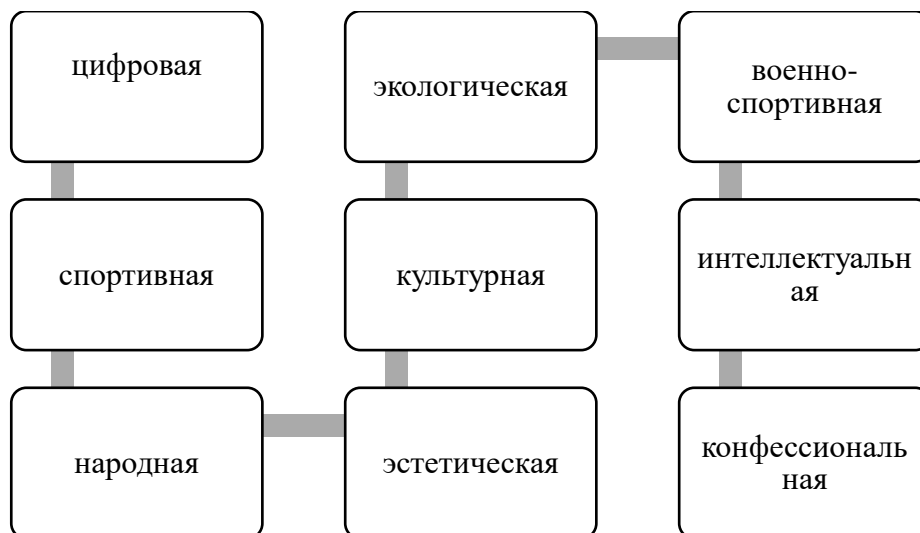 цифровая
спортивная
народная
эстетическая
культурная
экологическая
военно-
спортивная
интеллектуальн
ая
конфессиональ
ная